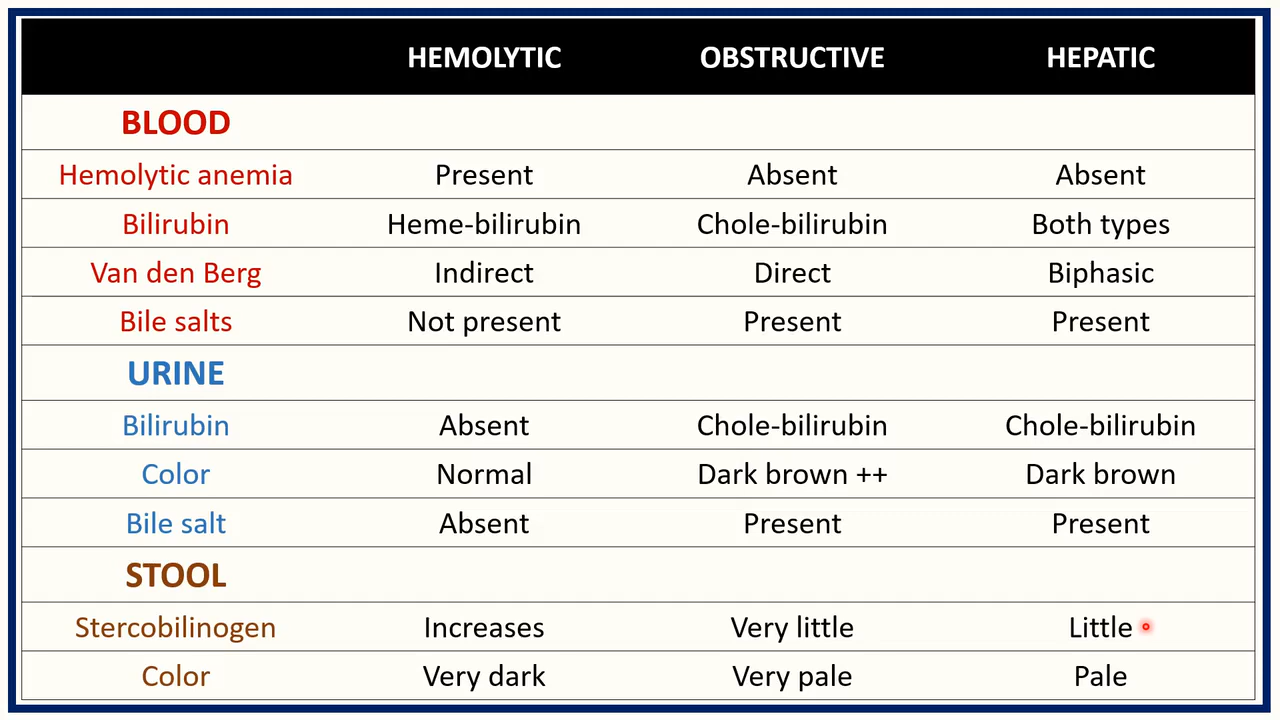 HEMOLYTIC OBSTRUCTIVE HEPATIC
BLOOD
Hemolytic anemia Present Absent Absent
Bilirubin Heme-bilirubin Chole-bilirubin Both types
Van den Berg Indirect Direct Biphasic
Bile salts Not present Present Present
URINE
Bilirubin Absent Chole-bilirubin Chole-bilirubin
Color Normal Dark brown ++ Dark brown
Bile salt Absent Present Present
STOOL
Stercobilinogen Increases Very little Little
Color Very dark Very pale Pale